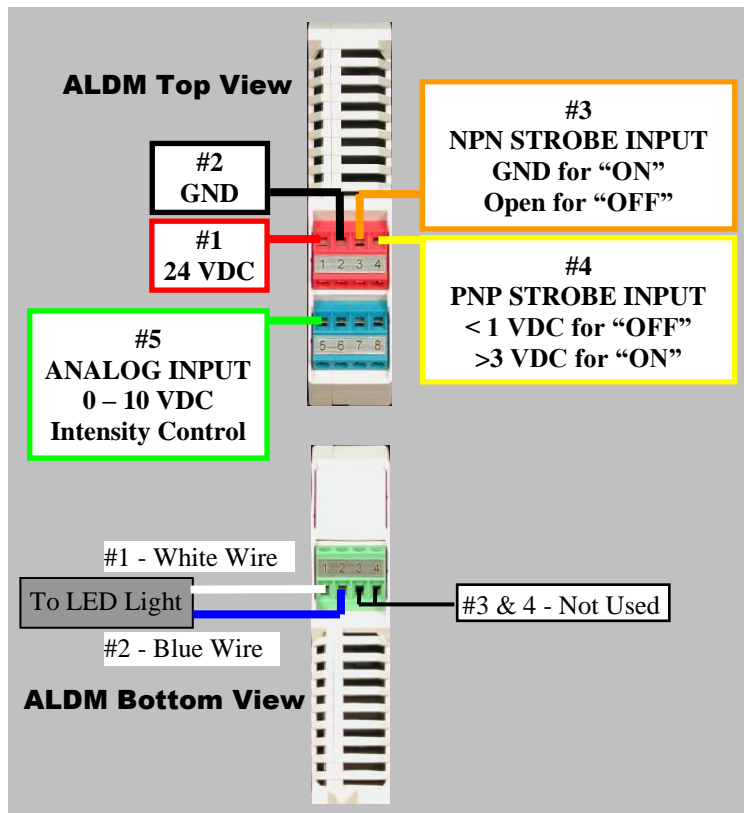 ALDM Top View
#3
NPN STROBE INPUT
GND for “ON”
Open for “OFF”
#2
GND
#1
24 VDC
1 2 3 4
#4
PNP STROBE INPUT
< 1 VDC for “OFF”
>3 VDC for “ON”
#5
ANALOG INPUT
0 – 10 VDC
Intensity Control
5 6 7 8
#1 - White Wire
1 2 3 4
To LED Light
#3 & 4 - Not Used
#2 - Blue Wire
ALDM Bottom View